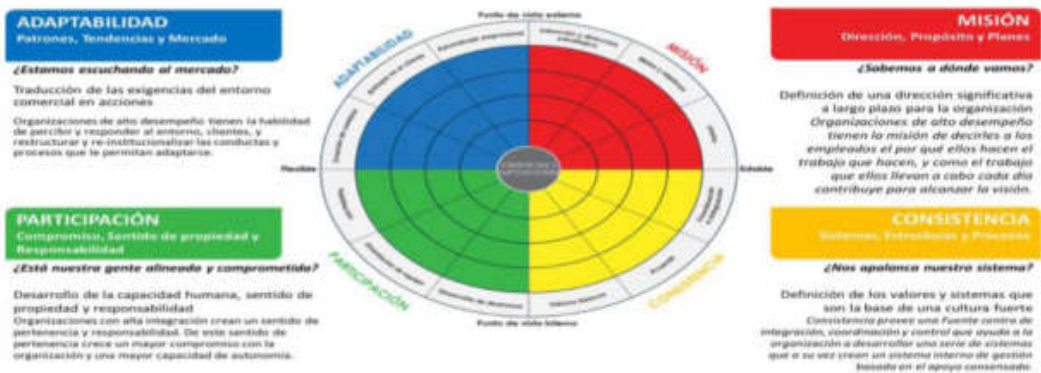 ADAPTABILIDAD
Patrones, Tendencias y Mercado
¿Estamos escuchando al mercado?
Traducción de las exigencias del entorno
comercial en acciones
Organizaciones de alto desempeño tienen la habilidad
de percibir y responder al entorno, clientes, y
restructurar y re-institucionalizar las conductas y
procesos que le permitan adaptarse.
PARTICIPACIÓN
Compromiso, Sentido de propiedad y
Responsabilidad
¿Está nuestra gente alineada y comprometida?
Desarrollo de la capacidad humana, sentido de
propiedad y responsabilidad
Organizaciones con alta integración crean un sentido de
pertenencia y responsabilidad. De este sentido de
pertenencia crece un mayor compromiso con la
organización y una mayor capacidad de autonomía.
Punto de vista externo
ADAPTABILIDAD
MISIÓN
Flexible
Estable
PARTICIPACIÓN
CONSISTENCIA
Punto de vista interno
MISIÓN
Dirección, Propósito y Planes
¿Sabemos a dónde vamos?
Definición de una dirección significativa
a largo plazo para la organización
Organizaciones de alto desempeño
tienen la misión de decirles a los
empleados el por qué ellos hacen el
trabajo que hacen, y como el trabajo
que ellos llevan a cabo cada día
contribuye para alcanzar la visión.
CONSISTENCIA
Sistemas, Estructuras y Procesos
¿Nos apalanca nuestro sistema?
Definición de los valores y sistemas que
son la base de una cultura fuerte
Consistencia provee una Fuente centro de
integración, coordinación y control que ayuda a la
organización a desarrollar una serie de sistemas
que a su vez crean un sistema interno de gestión
basado en el apoyo consensado.